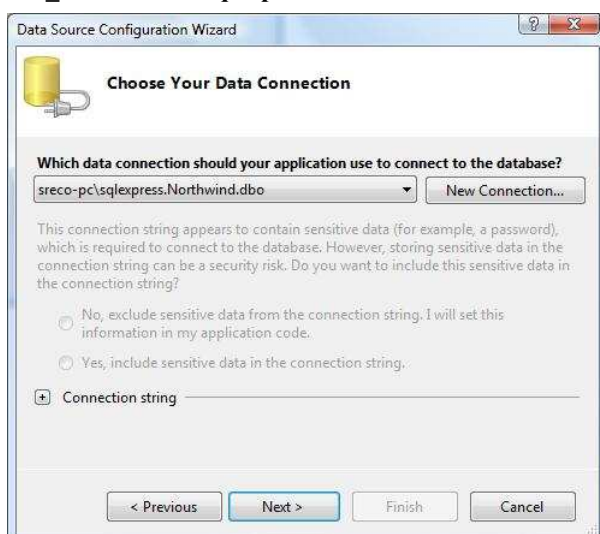 Data Source Configuration Wizard
Choose Your Data Connection
Which data connection should your application use to connect to the database?
sreco-pc\sqlexpress.Northwind.dbo
New Connection...
This connection string appears to contain sensitive data (for example, a password),
which is required to connect to the database. However, storing sensitive data in the
connection string can be a security risk. Do you want to include this sensitive data in
the connection string?
No, exclude sensitive data from the connection string. I will set this
information in my application code.
Yes, include sensitive data in the connection string.
Connection string
< Previous
Next >
Finish
Cancel